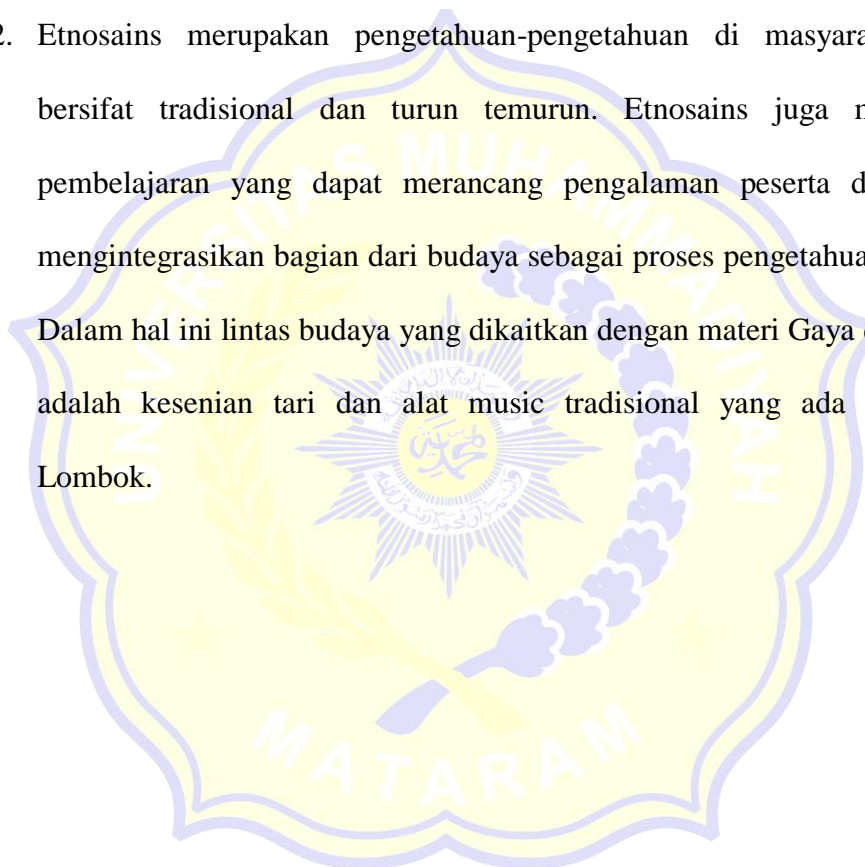 2. Etnosains merupakan pengetahuan-pengetahuan di masyara
bersifat tradisional dan turun temurun. Etnosains juga
pembelajaran yang dapat merancang pengalaman peserta d
mengintegrasikan bagian dari budaya sebagai proses pengetahua
Dalam hal ini lintas budaya yang dikaitkan dengan materi Gaya
adalah kesenian tari dan alat music tradisional yang ada
Lombok.
UNIVERSITAS MUHAMMADIYAH
MATARAM